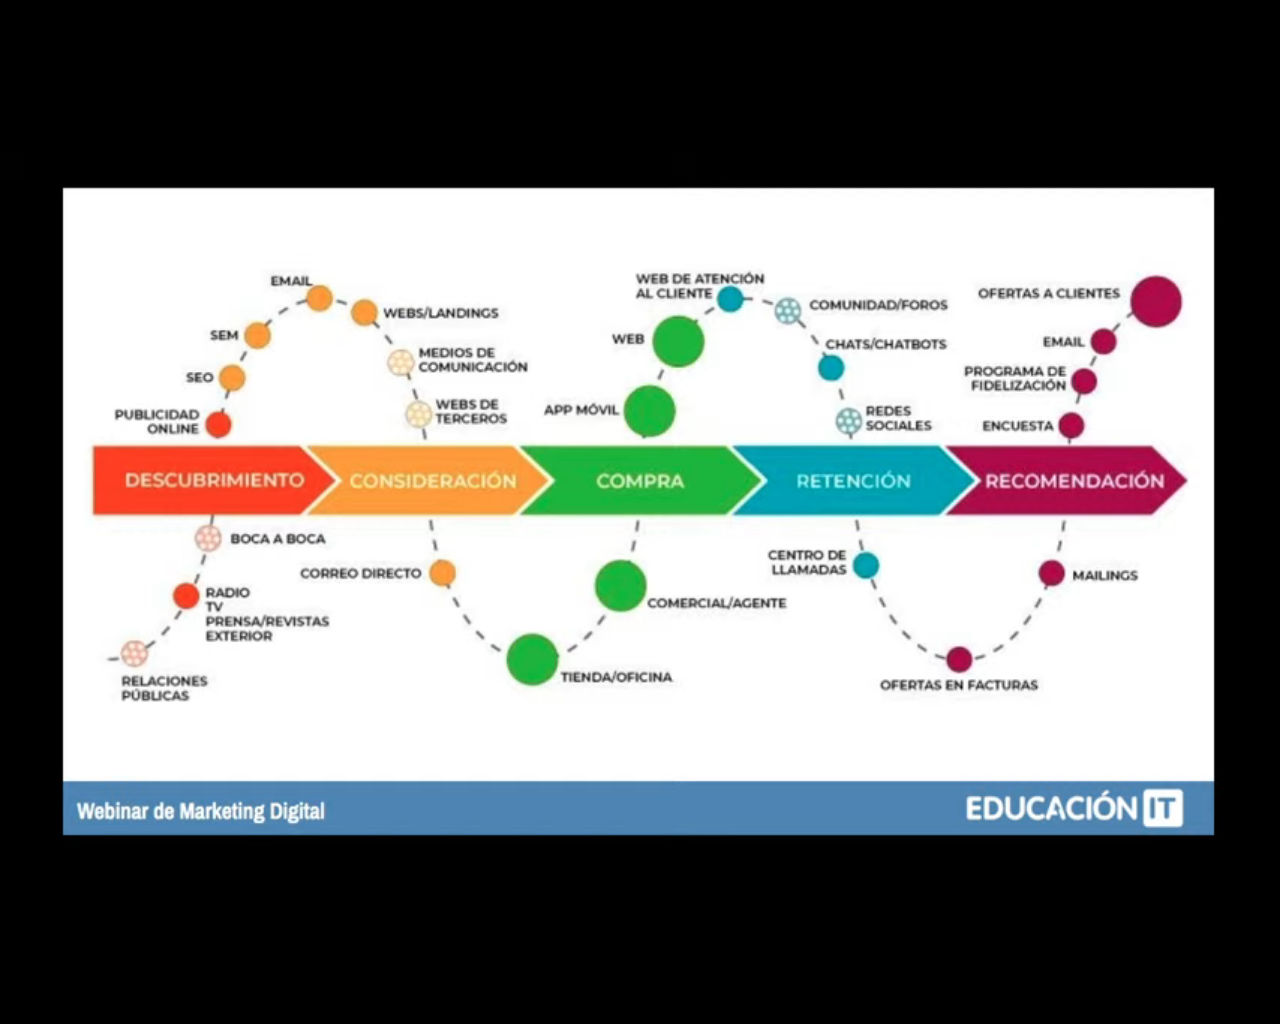 EMAIL
SEM
SEO
PUBLICIDAD
ONLINE
WEBS/LANDINGS
MEDIOS DE
COMUNICACIÓN
WEBS DE
TERCEROS
WEB DE ATENCIÓN
AL CLIENTE
WEB
APP MÓVIL
COMUNIDAD/FOROS
CHATS/CHATBOTS
REDES
SOCIALES
OFERTAS A CLIENTES
EMAIL
PROGRAMA DE
FIDELIZACIÓN
ENCUESTA
DESCUBRIMIENTO
CONSIDERACIÓN
COMPRA
RETENCIÓN
RECOMENDACIÓN
BOCA A BOCA
RADIO
TV
PRENSA/REVISTAS
EXTERIOR
RELACIONES
PÚBLICAS
CORREO DIRECTO
COMERCIAL/AGENTE
TIENDA/OFICINA
CENTRO DE
LLAMADAS
OFERTAS EN FACTURAS
MAILINGS
Webinar de Marketing Digital
EDUCACIÓN IT